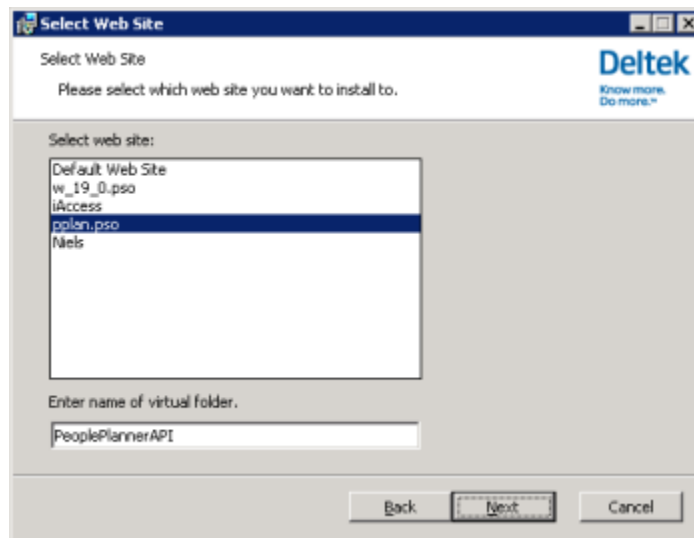 Select Web Site
Select Web Site
Please select which web site you want to install to.
Deltek
Know more.
Do more.™
Select web site:
Default Web Site
w_19_0.pso
iAccess
pplan.pso
Niels
Enter name of virtual folder.
PeoplePlannerAPI
Back
Next
Cancel